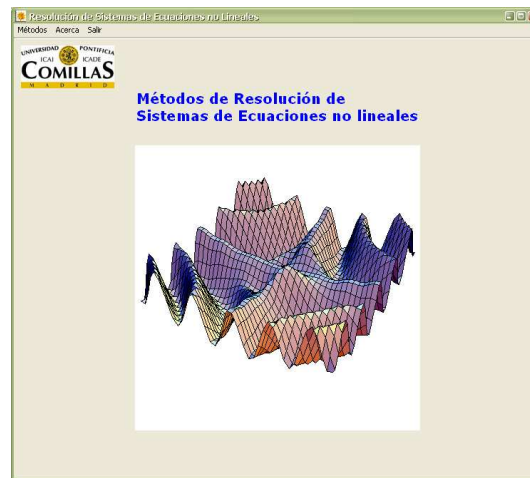 Resolución de Sistemas de Ecuaciones no Lineales
Métodos Acerca Salir
UNIVERSIDAD PONTIFICIA
ICAI ICADE
COMILLAS
MADRID
Métodos de Resolución de
Sistemas de Ecuaciones no lineales